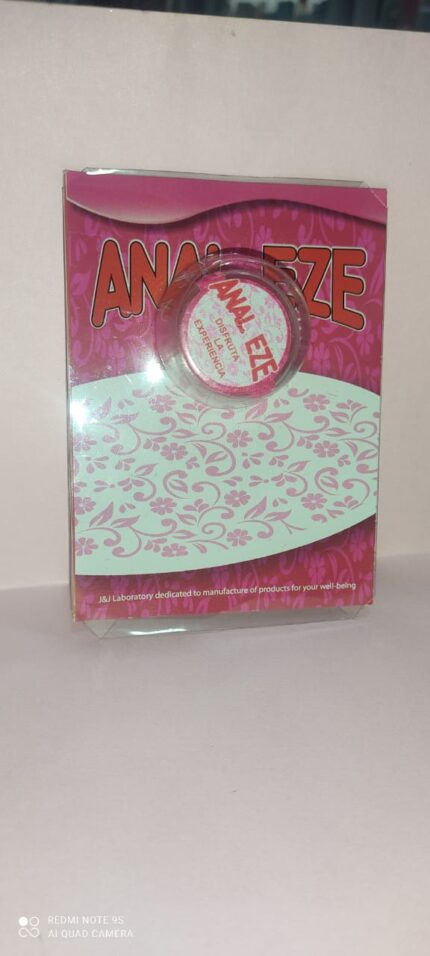 ANAL EZE
ANAL EZE
DISFRUTA
LA
EXPERIENCIA
J&J Laboratory dedicated to manufacture of products for your well-being
REDMI NOTE 9S
AI QUAD CAMERA